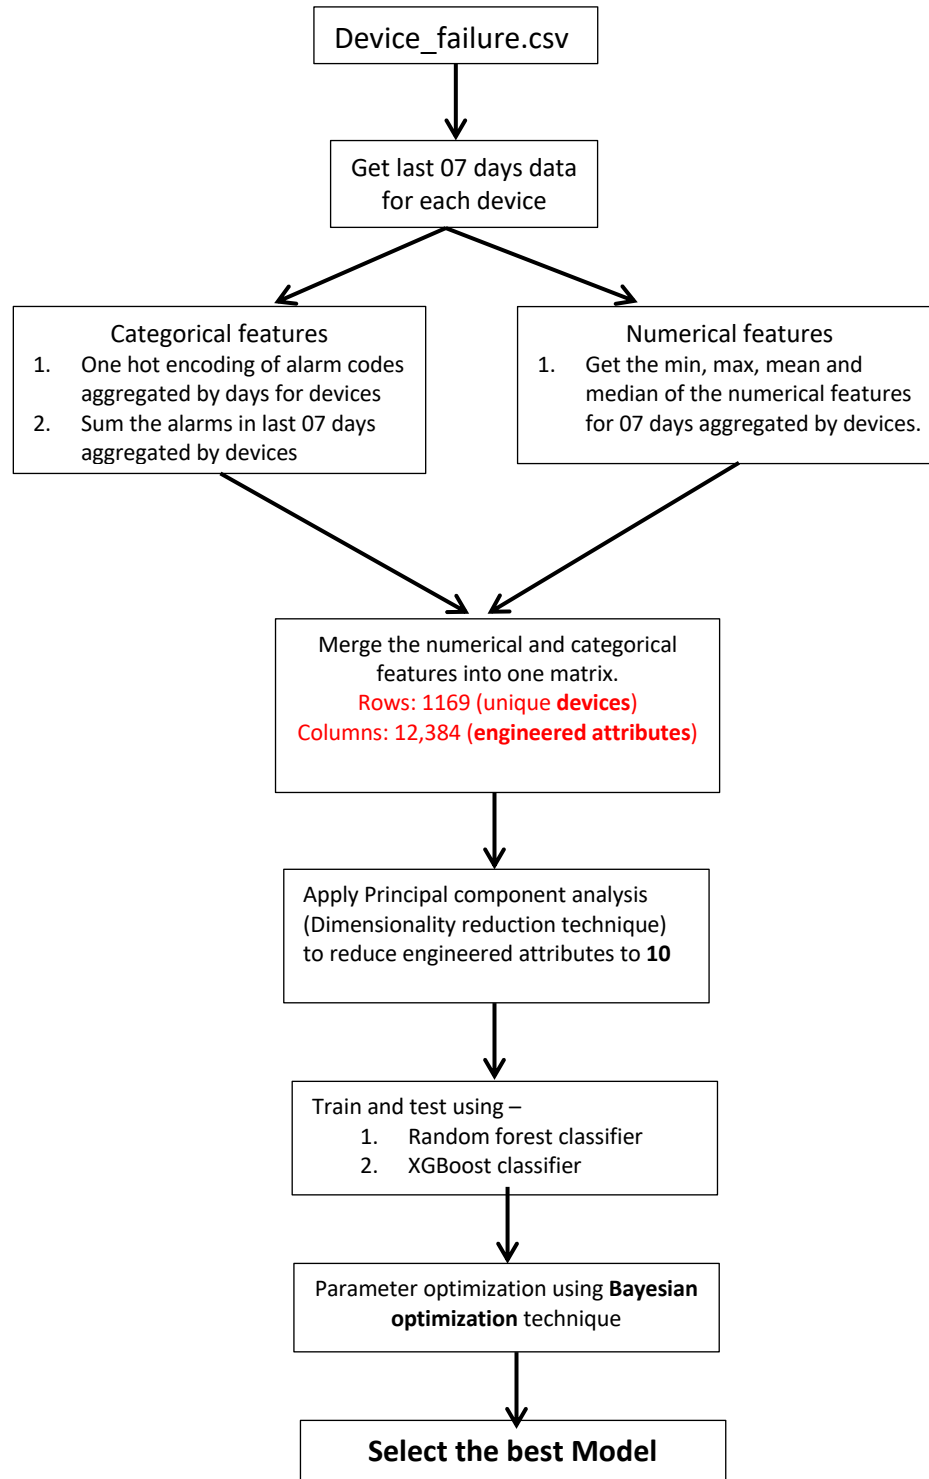 Device_failure.csv
Get last 07 days data
for each device
Categorical features
1. One hot encoding of alarm codes
aggregated by days for devices
2. Sum the alarms in last 07 days
aggregated by devices
Numerical features
1. Get the min, max, mean and
median of the numerical features
for 07 days aggregated by devices.
Merge the numerical and categorical
features into one matrix.
Rows: 1169 (unique devices)
Columns: 12,384 (engineered attributes)
Apply Principal component analysis
(Dimensionality reduction technique)
to reduce engineered attributes to 10
Train and test using –
1. Random forest classifier
2. XGBoost classifier
Parameter optimization using Bayesian
optimization technique
Select the best Model